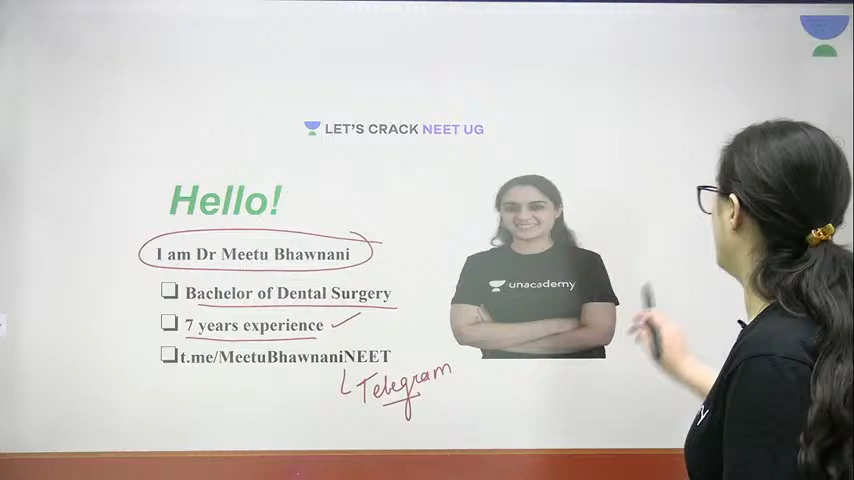 LET'S CRACK NEET UG
Hello!
I am Dr Meetu Bhawnani
Bachelor of Dental Surgery
7 years experience
t.me/MeetuBhawnaniNEET
Telegram
unacademy
y